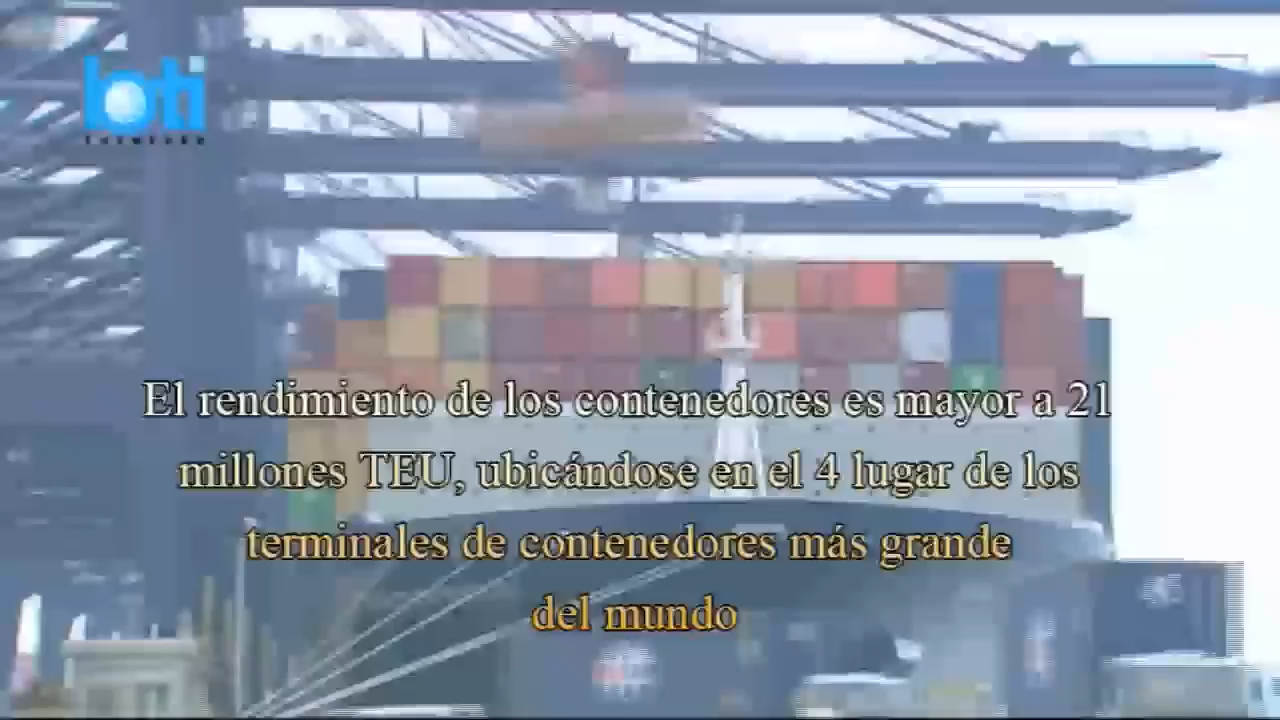 loti
El rendimiento de los contenedores es mayor a 21
millones TEU, ubicándose en el 4 lugar de los
terminales de contenedores más grande
del mundo